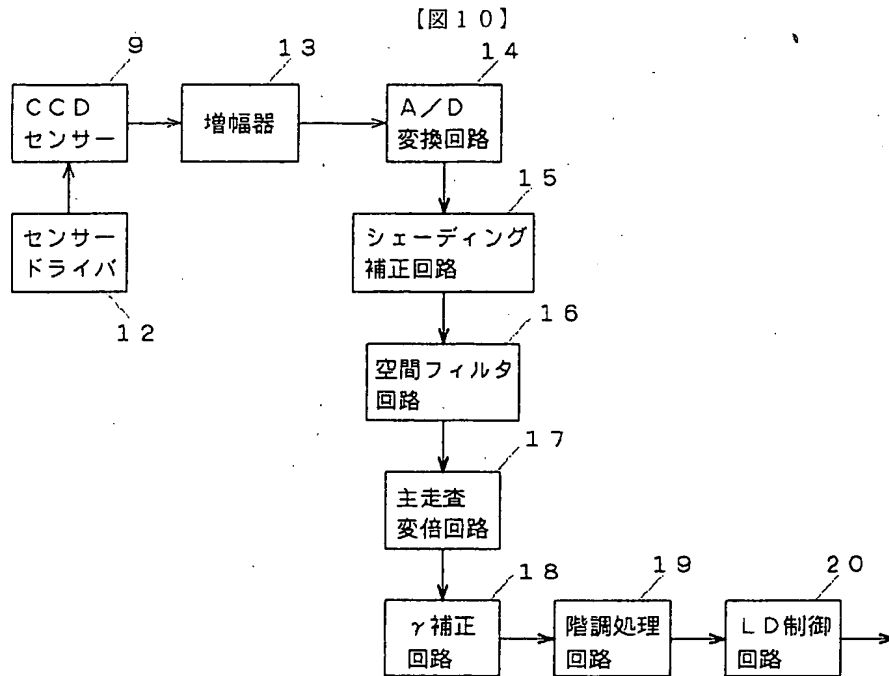 【図１０】
９
１３
１４
ＣＣＤ
センサー
増幅器
Ａ／Ｄ
変換回路
センサー
ドライバ
１２
１５
シェーディング
補正回路
１６
空間フィルタ
回路
１７
主走査
変倍回路
１８
γ補正
回路
１９
階調処理
回路
２０
ＬＤ制御
回路